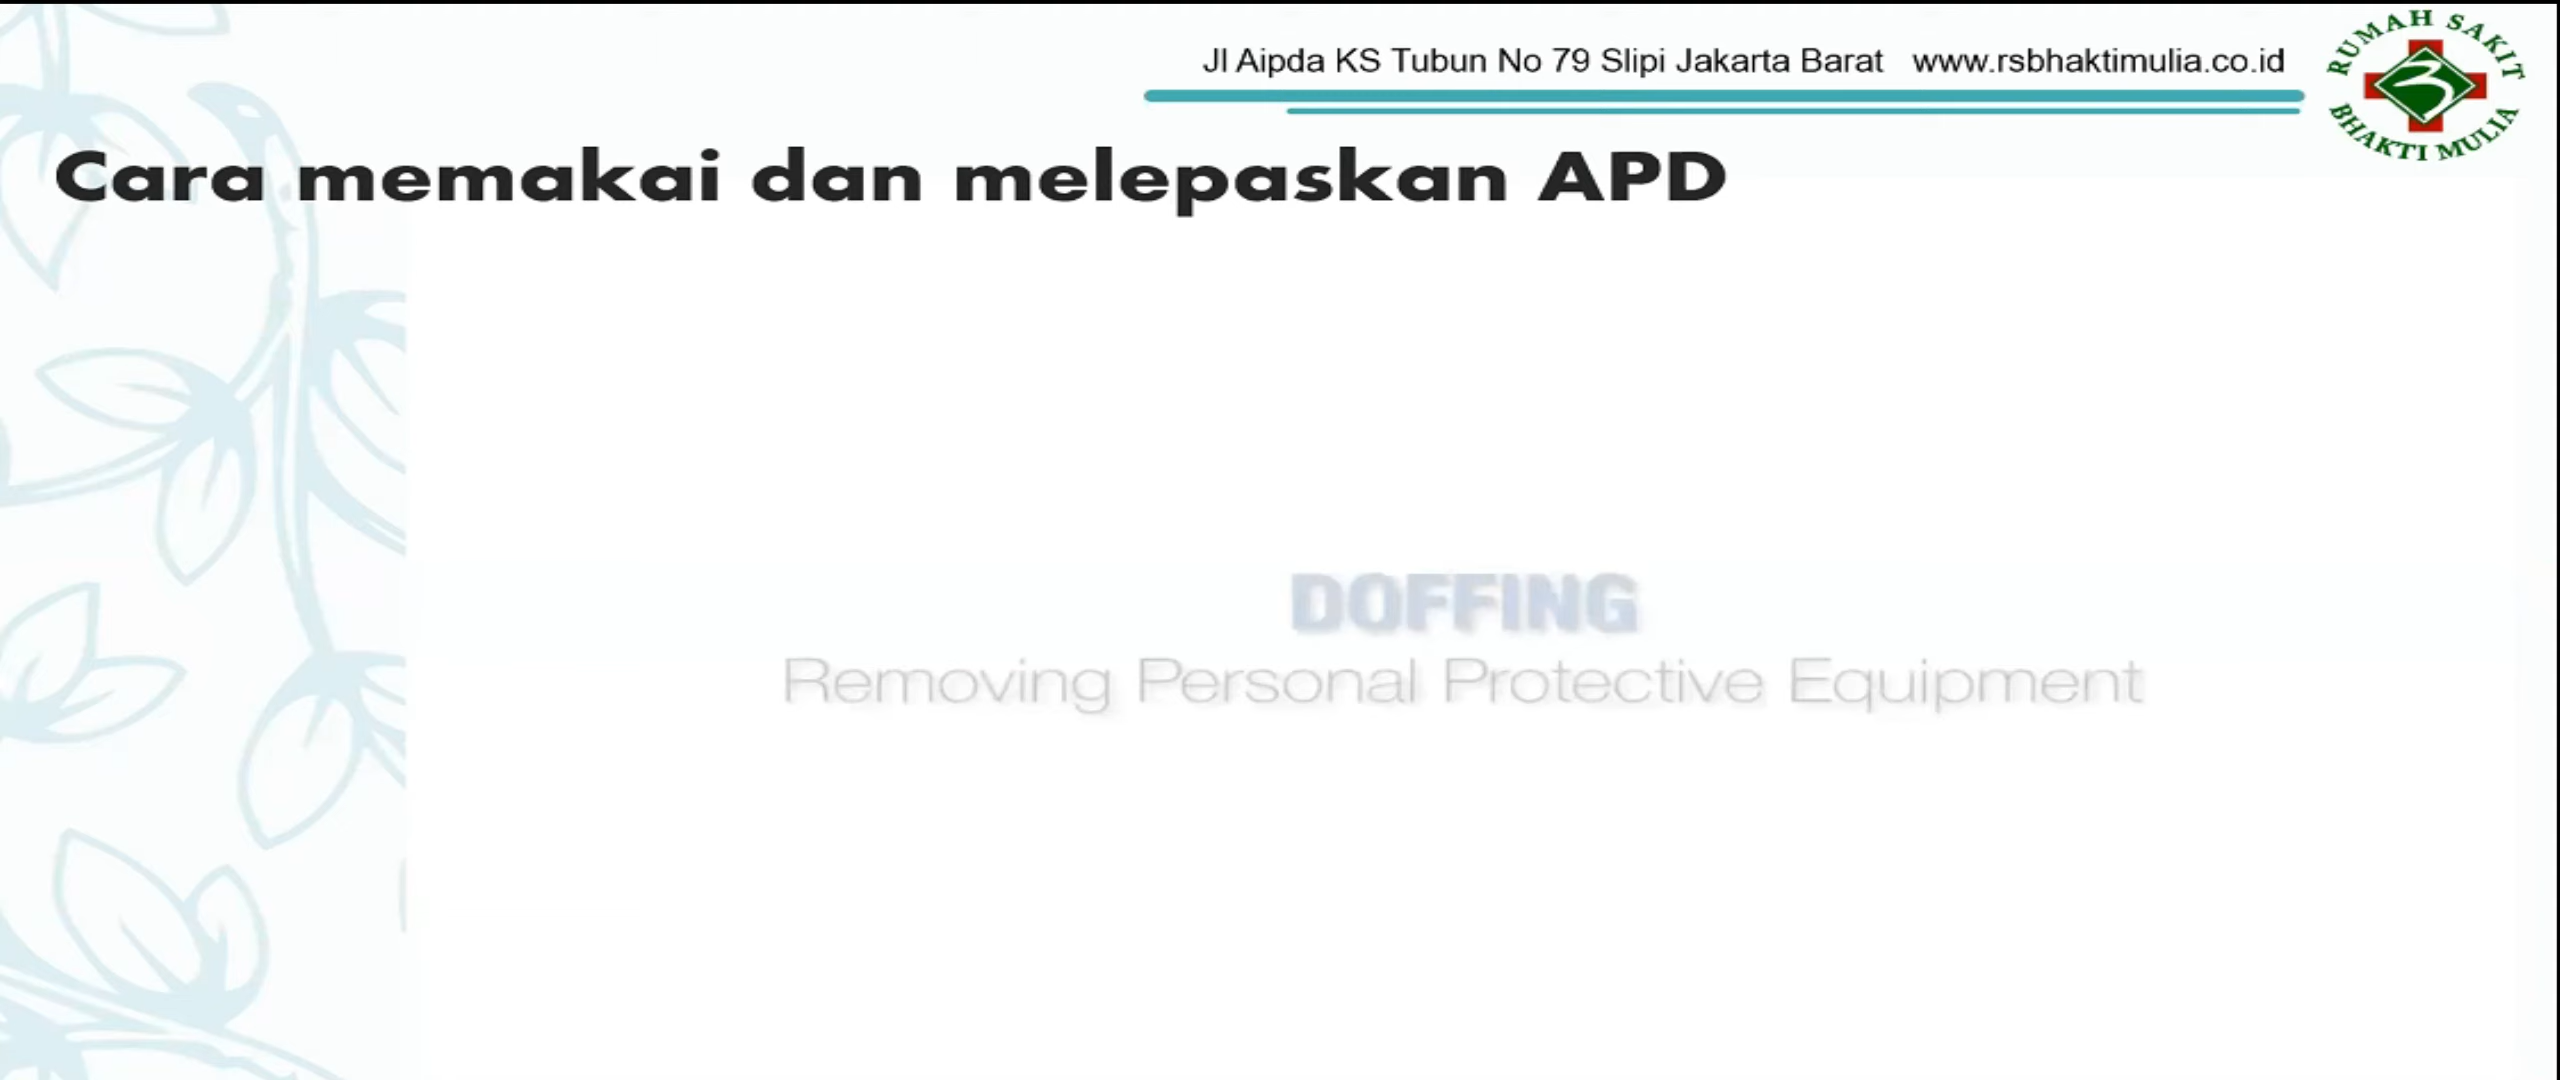 Jl Aipda KS Tubun No 79 Slipi Jakarta Barat www.rsbhaktimulia.co.id
RUMAH SAKIT
BHAKTI MULIA
Cara memakai dan melepaskan APD
DOFFING
Removing Personal Protective Equipment